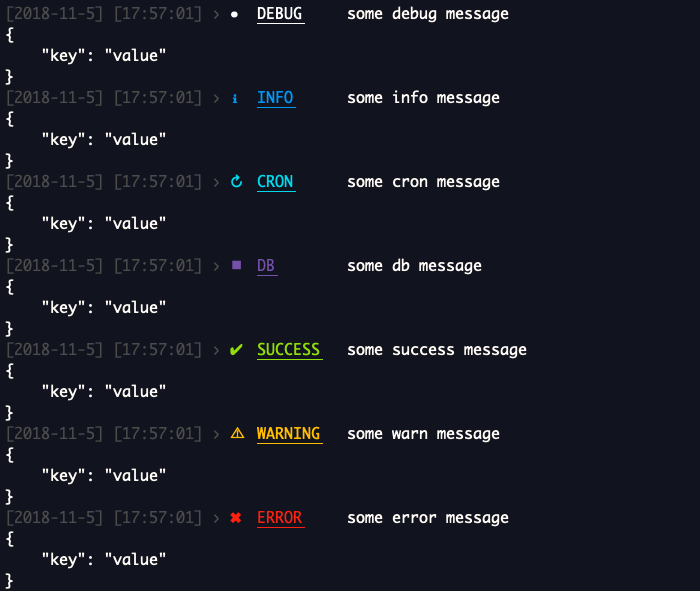 [2018-11-5] [17:57:01] › ● DEBUG some debug message
{
    "key": "value"
}
[2018-11-5] [17:57:01] › ℹ INFO some info message
{
    "key": "value"
}
[2018-11-5] [17:57:01] › ↻ CRON some cron message
{
    "key": "value"
}
[2018-11-5] [17:57:01] › ■ DB some db message
{
    "key": "value"
}
[2018-11-5] [17:57:01] › ✔ SUCCESS some success message
{
    "key": "value"
}
[2018-11-5] [17:57:01] › ⚠ WARNING some warn message
{
    "key": "value"
}
[2018-11-5] [17:57:01] › ✖ ERROR some error message
{
    "key": "value"
}